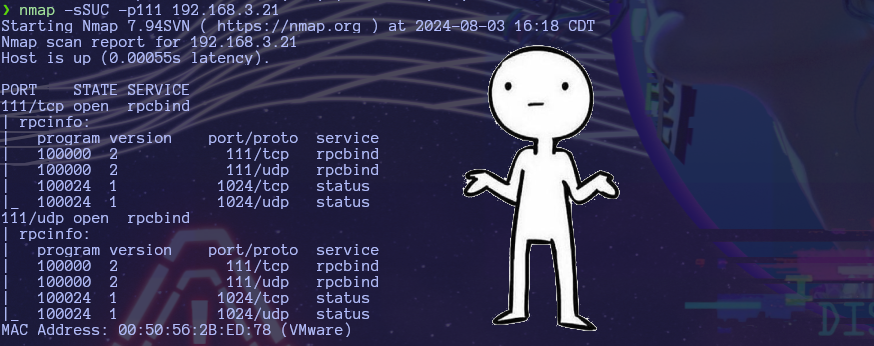 ❯ nmap -sSUC -p111 192.168.3.21
Starting Nmap 7.94SVN ( https://nmap.org ) at 2024-08-03 16:18 CDT
Nmap scan report for 192.168.3.21
Host is up (0.00055s latency).

PORT    STATE SERVICE
111/tcp open  rpcbind
| rpcinfo:
|   program version    port/proto  service
|   100000  2            111/tcp   rpcbind
|   100000  2            111/udp   rpcbind
|   100024  1           1024/tcp   status
|_  100024  1           1024/udp   status
111/udp open  rpcbind
| rpcinfo:
|   program version    port/proto  service
|   100000  2            111/tcp   rpcbind
|   100000  2            111/udp   rpcbind
|   100024  1           1024/tcp   status
|_  100024  1           1024/udp   status
MAC Address: 00:50:56:2B:ED:78 (VMware)